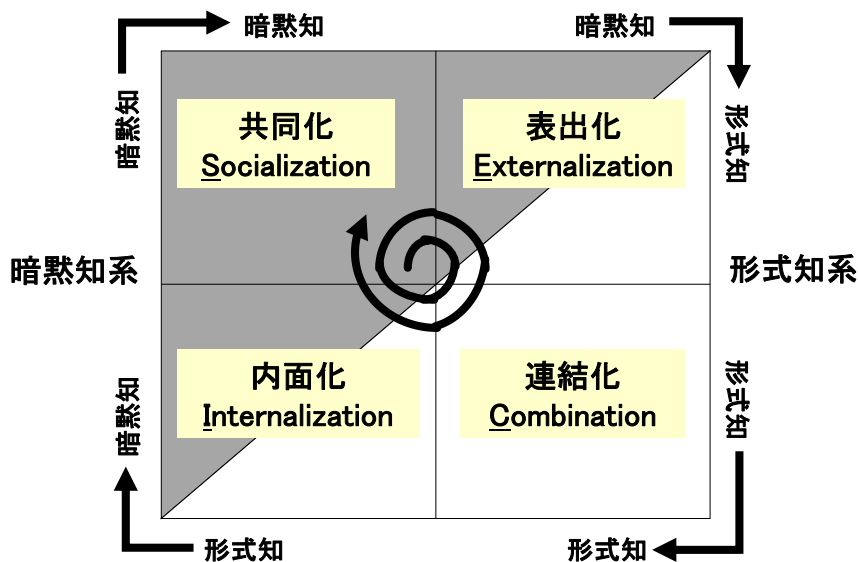 暗黙知
暗黙知
暗黙知
形式知
共同化
Socialization
表出化
Externalization
暗黙知系
形式知系
内面化
Internalization
連結化
Combination
暗黙知
形式知
形式知
形式知